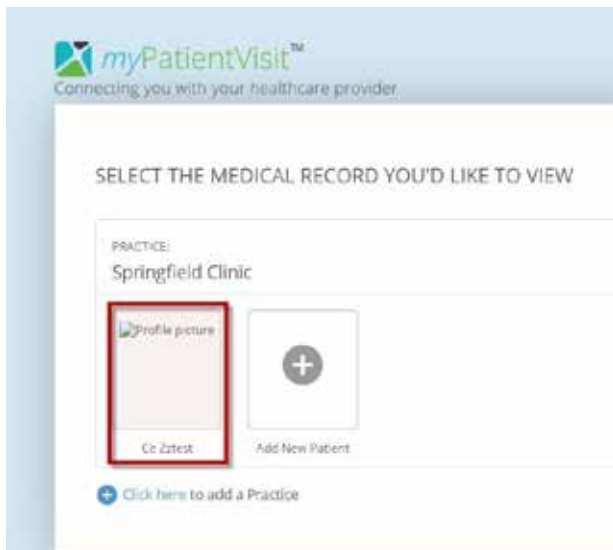 myPatientVisit™
Connecting you with your healthcare provider
SELECT THE MEDICAL RECORD YOU'D LIKE TO VIEW
PRACTICE:
Springfield Clinic
Profile picture
Ce Zztest
Add New Patient
Click here to add a Practice